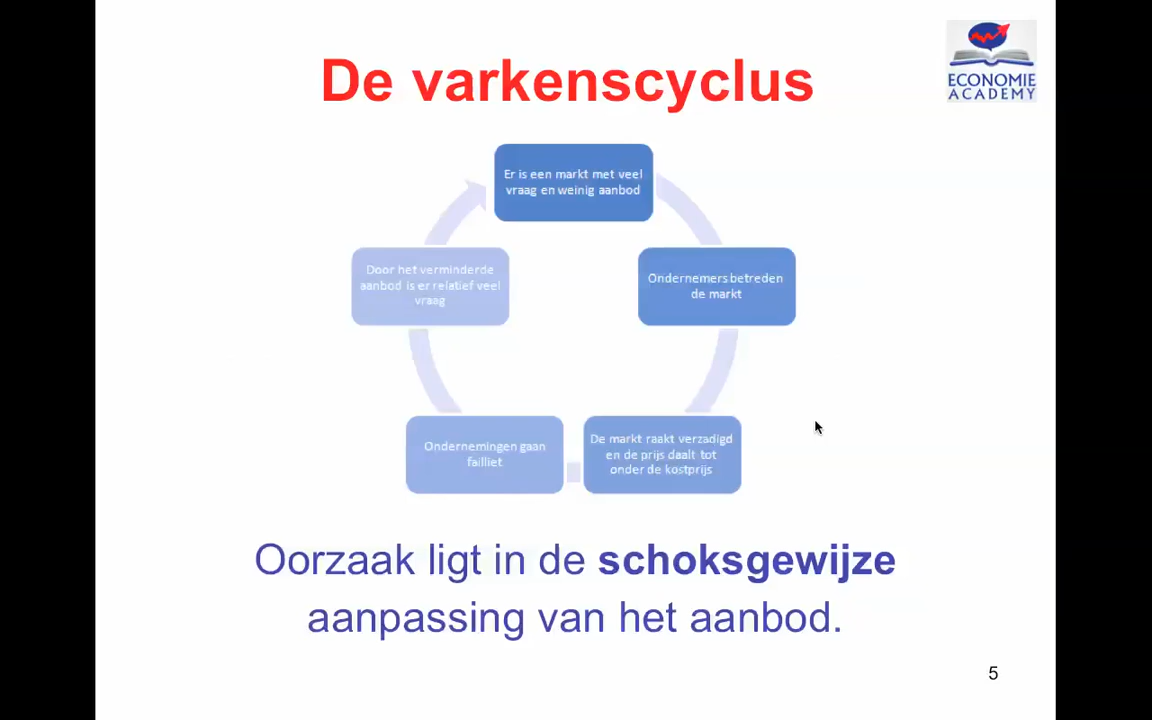 De varkenscyclus
ECONOMIE
ACADEMY
Er is een markt met veel
vraag en weinig aanbod
Ondernemers betreden
de markt
De markt raakt verzadigd
en de prijs daalt tot
onder de kostprijs
Ondernemingen gaan
failliet
Door het verminderde
aanbod is er relatief veel
vraag
Oorzaak ligt in de schoksgewijze
aanpassing van het aanbod.
5